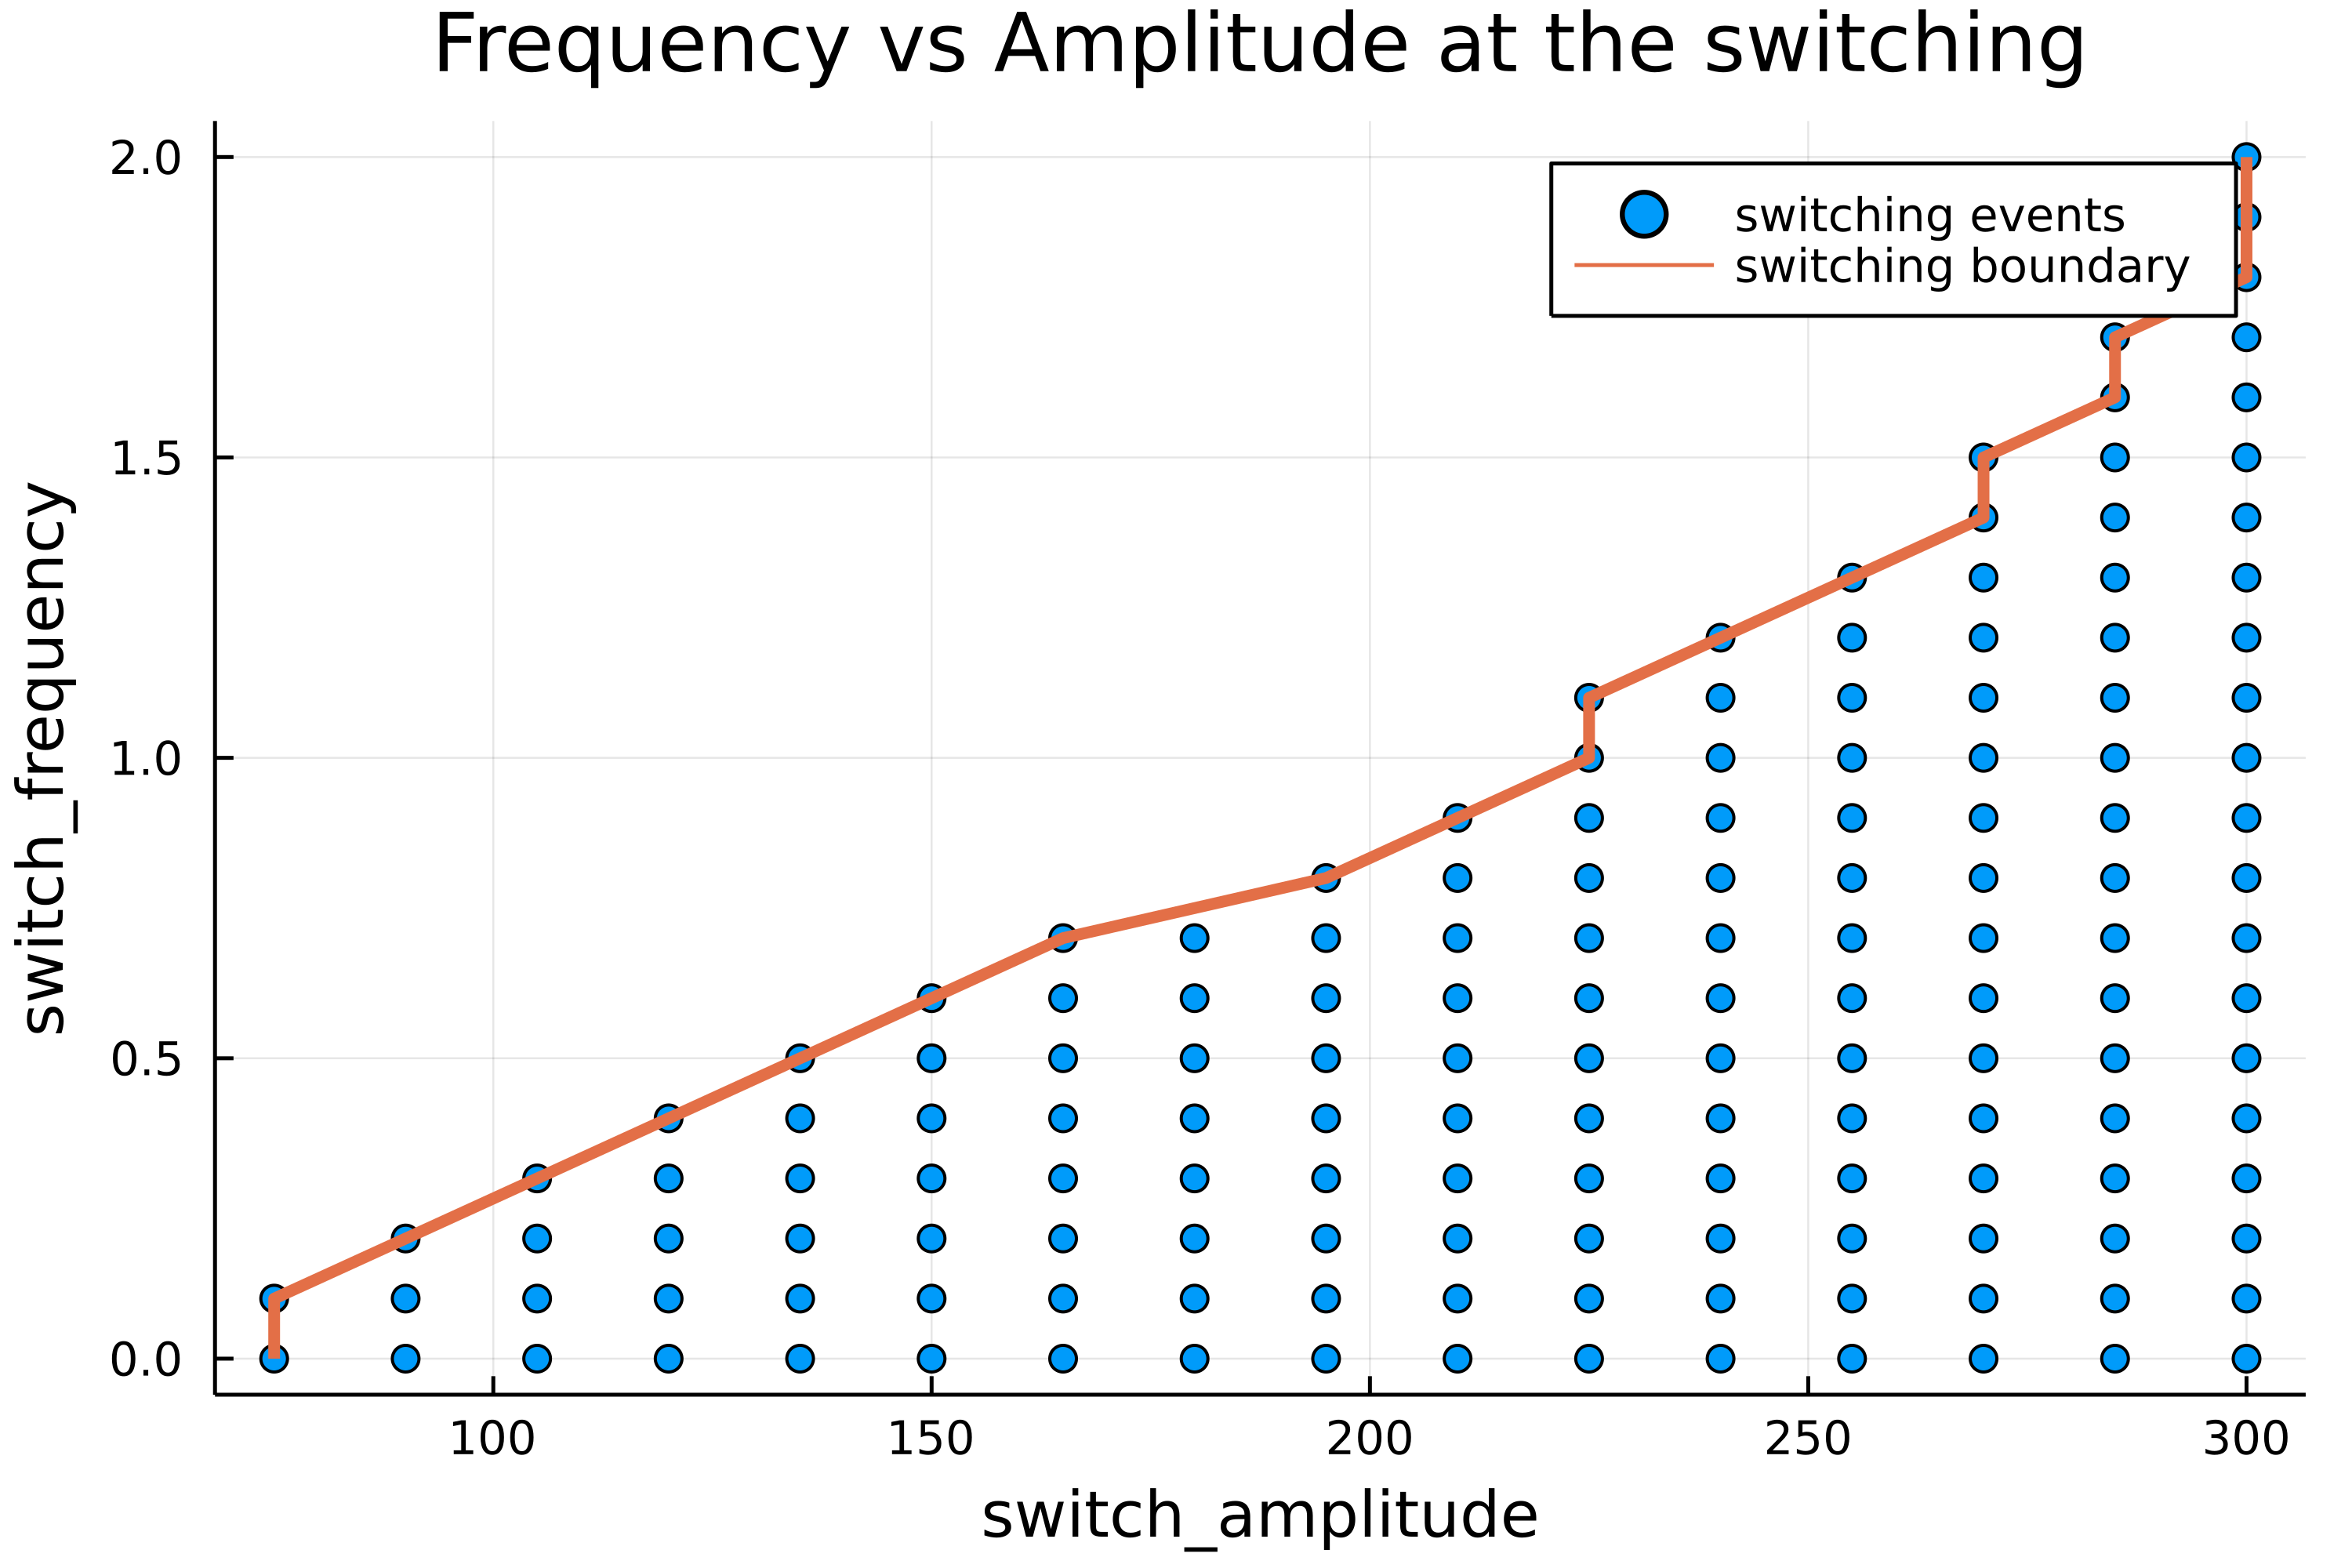 Frequency vs Amplitude at the switching
switching events
switching boundary
switch_frequency
2.0
1.5
1.0
0.5
0.0
100 150 200 250 300
switch_amplitude